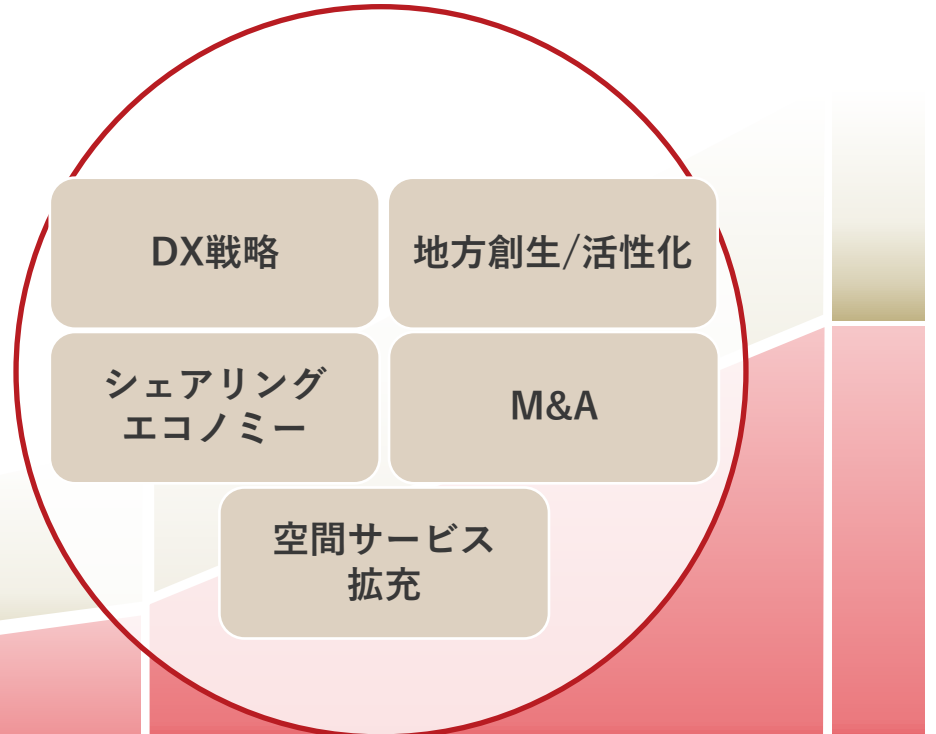 DX戦略
地方創生/活性化
シェアリング
エコノミー
M&A
空間サービス
拡充